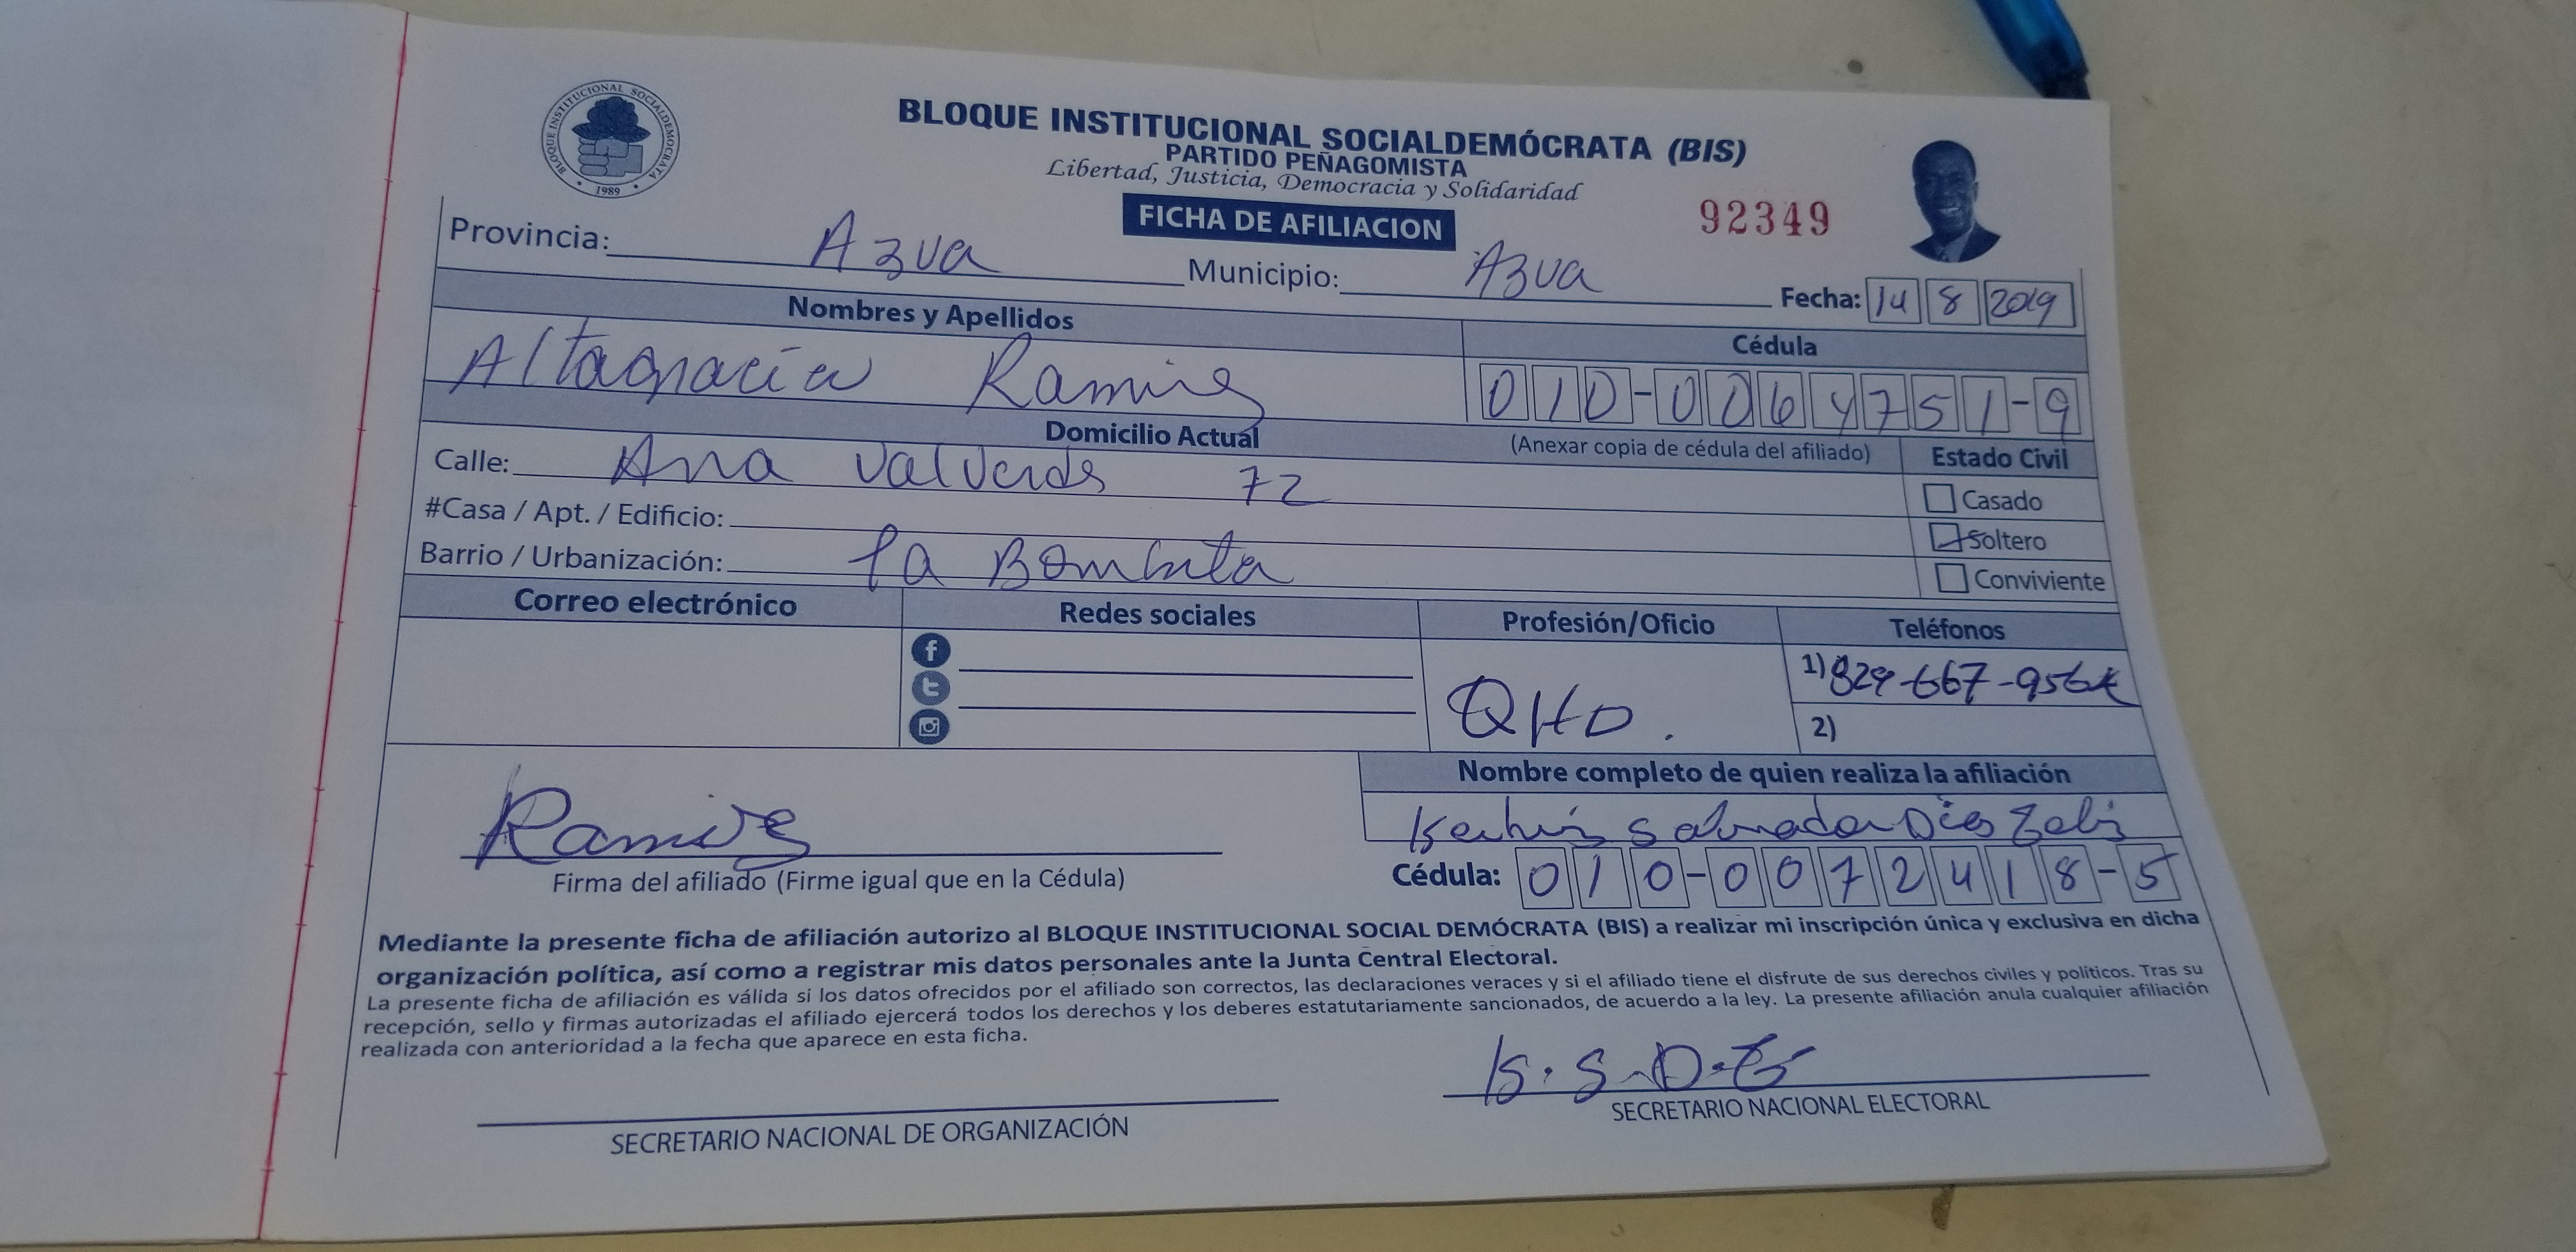 BLOQUE INSTITUCIONAL SOCIALDEMOCRATA
1989
BLOQUE INSTITUCIONAL SOCIALDEMÓCRATA (BIS)
PARTIDO PEÑAGOMISTA
Libertad, Justicia, Democracia y Solidaridad
FICHA DE AFILIACION
92349
Provincia: Azua Municipio: Azua Fecha: 14 8 2019
Nombres y Apellidos
Cédula
Altagracia Ramires
010-0064751-9
Domicilio Actual
(Anexar copia de cédula del afiliado)
Estado Civil
Calle: Ana Valverde 72
Casado
#Casa / Apt. / Edificio:
Soltero
Barrio / Urbanización: la Bombita
Conviviente
Correo electrónico Redes sociales Profesión/Oficio Teléfonos
1) 829-667-956
QHD.
2)
Nombre completo de quien realiza la afiliación
Salvador
Ramires
Firma del afiliado (Firme igual que en la Cédula)
Cédula: 010-0072418-5
Mediante la presente ficha de afiliación autorizo al BLOQUE INSTITUCIONAL SOCIAL DEMÓCRATA (BIS) a realizar mi inscripción única y exclusiva en dicha
organización política, así como a registrar mis datos personales ante la Junta Central Electoral.
La presente ficha de afiliación es válida si los datos ofrecidos por el afiliado son correctos, las declaraciones veraces y si el afiliado tiene el disfrute de sus derechos civiles y políticos. Tras su
recepción, sello y firmas autorizadas el afiliado ejercerá todos los derechos y los deberes estatutariamente sancionados, de acuerdo a la ley. La presente afiliación anula cualquier afiliación
realizada con anterioridad a la fecha que aparece en esta ficha.
K.S.D.
SECRETARIO NACIONAL DE ORGANIZACIÓN
SECRETARIO NACIONAL ELECTORAL